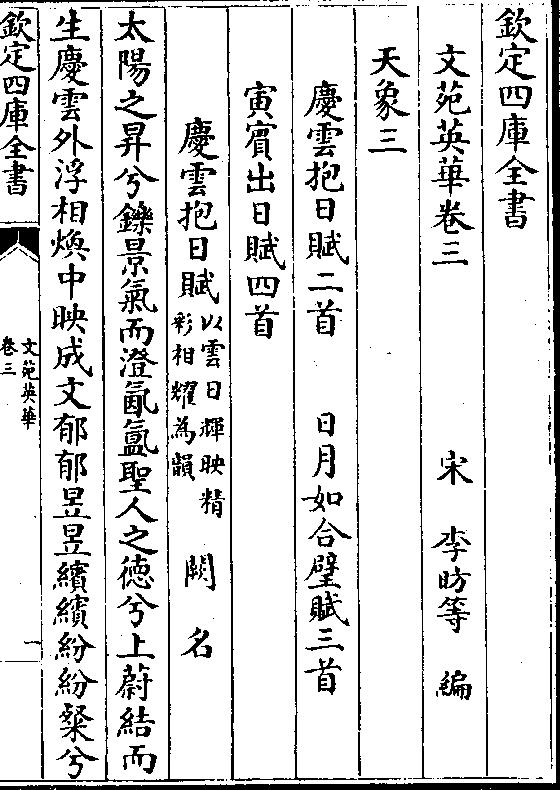 欽定四庫全書
文苑英華卷三
宋 李昉等 編
天象三
慶雲抱日賦二首 日月如合璧賦三首
寅賓出日賦四首
慶雲抱日賦 以雲日輝映精彩相耀為韻 闕名
太陽之昇兮鑠景氣而澄氤氳聖人之德兮上蔚結而
生慶雲外浮相煥中映成文郁郁昱昱繽繽紛紛粲兮
欽定四庫全書
文苑英華
卷三
一